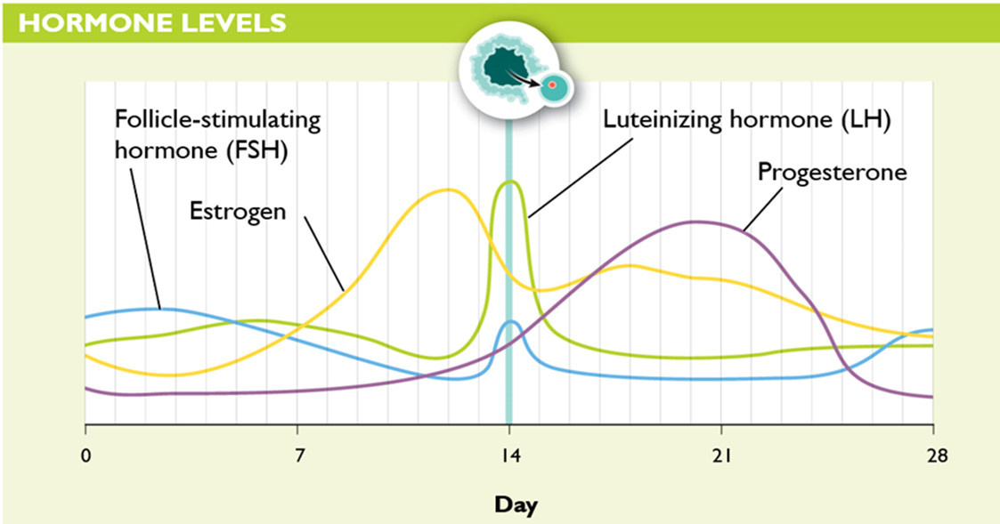 HORMONE LEVELS
Follicle-stimulating
hormone (FSH)
Luteinizing hormone (LH)
Progesterone
Estrogen
0 7 14 21 28
Day